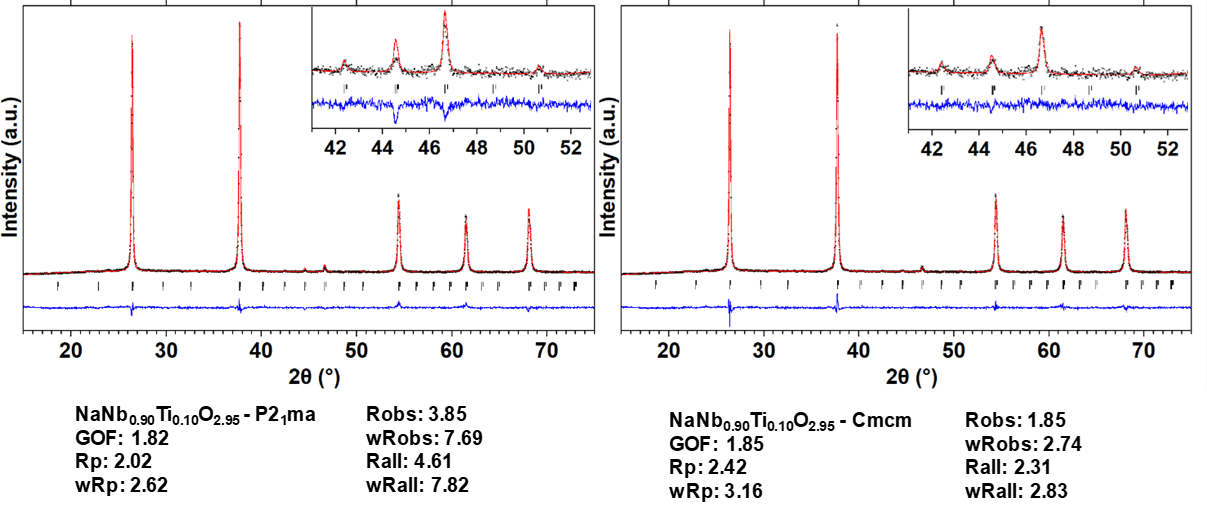 Intensity (a.u.)
42 44 46 48 50 52
20 30 40 50 60 70
2θ (°)
NaNb0.90Ti0.10O2.95 - P21ma
GOF: 1.82
Rp: 2.02
wRp: 2.62
Robs: 3.85
wRobs: 7.69
Rall: 4.61
wRall: 7.82
Intensity (a.u.)
42 44 46 48 50 52
20 30 40 50 60 70
2θ (°)
NaNb0.90Ti0.10O2.95 - Cmcm
GOF: 1.85
Rp: 2.42
wRp: 3.16
Robs: 1.85
wRobs: 2.74
Rall: 2.31
wRall: 2.83